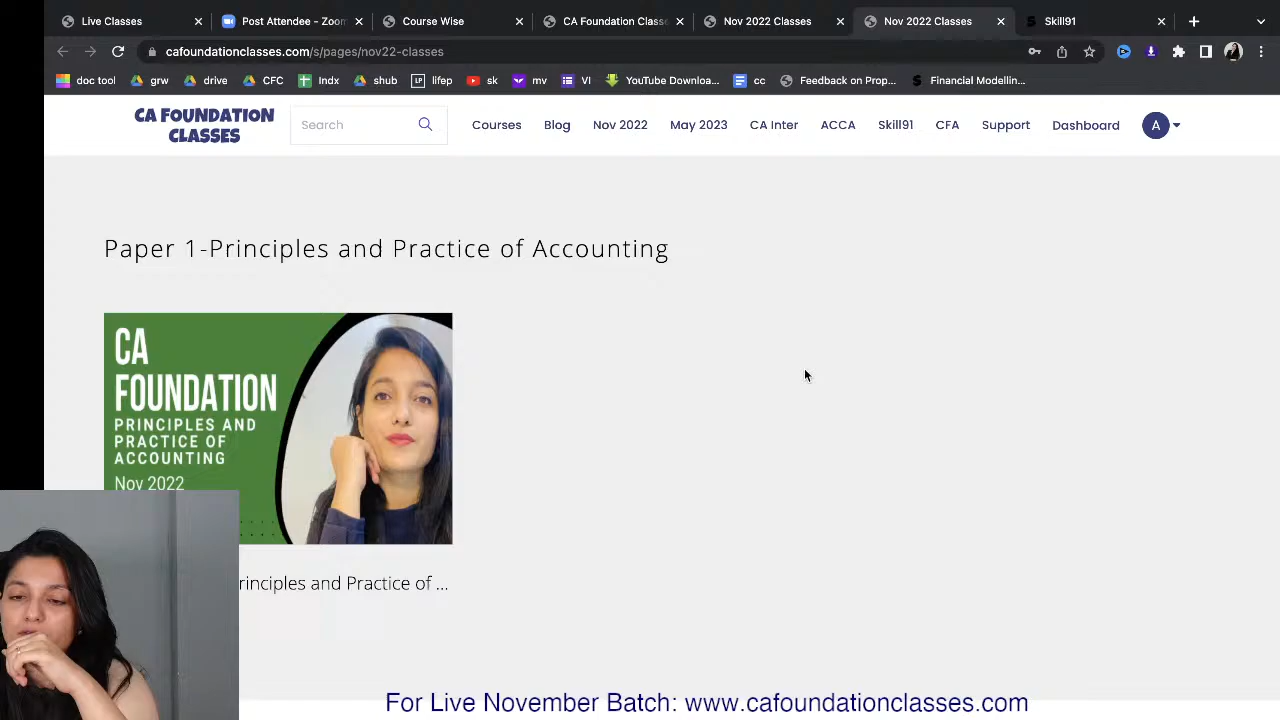 Live Classes
Post Attendee - Zoom
Course Wise
CA Foundation Classe
Nov 2022 Classes
Nov 2022 Classes
Skill91
cafoundationclasses.com/s/pages/nov22-classes
doc tool
grw
drive
CFC
Indx
shub
LP lifep
sk
mv
VI
YouTube Downloa...
cc
Feedback on Prop...
Financial Modellin...
CA FOUNDATION
CLASSES
Search
Courses
Blog
Nov 2022
May 2023
CA Inter
ACCA
Skill91
CFA
Support
Dashboard
A
Paper 1-Principles and Practice of Accounting
CA
FOUNDATION
PRINCIPLES AND
PRACTICE OF
ACCOUNTING
Nov 2022
rinciples and Practice of ...
For Live November Batch: www.cafoundationclasses.com